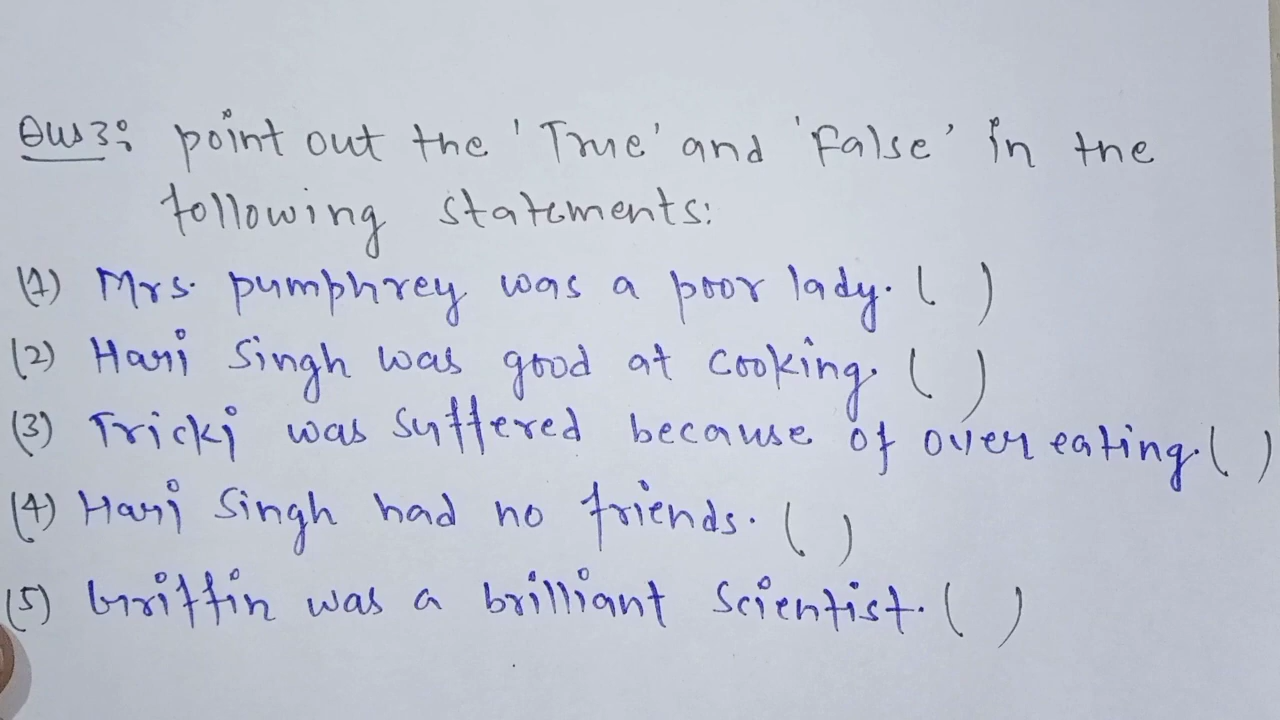 Qus 3: point out the 'True' and 'False' in the
following statements:
(1) Mrs. pumphrey was a poor lady. ( )
(2) Hari Singh was good at cooking. ( )
(3) Tricki was suffered because of over eating. ( )
(4) Hari Singh had no friends. ( )
(5) Griffin was a brilliant Scientist. ( )